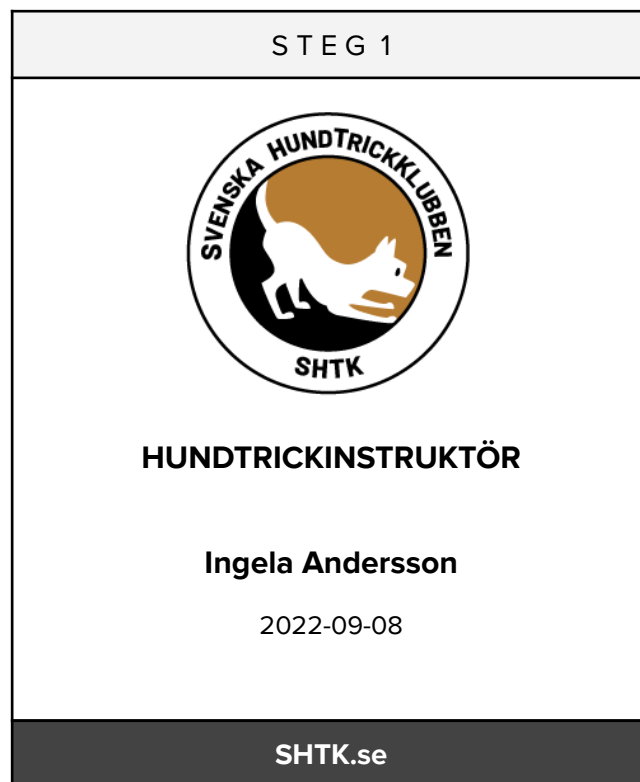 STEG 1
SVENSKA HUNDTRICKKLUBBEN
SHTK
HUNDTRICKINSTRUKTÖR
Ingela Andersson
2022-09-08
SHTK.se